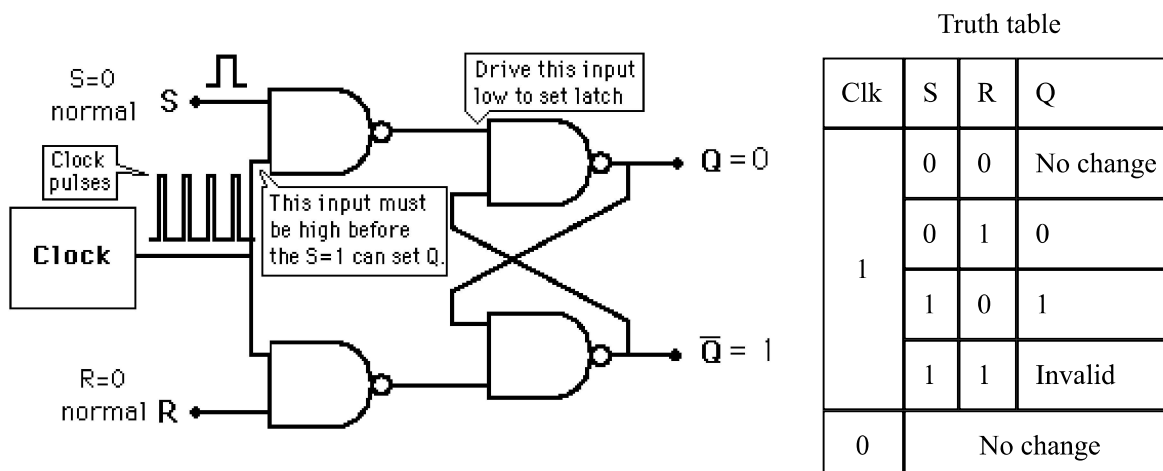 S=0
normal
S
Clock
pulses
Clock
This input must
be high before
the S=1 can set Q.
Drive this input
low to set latch
Q = 0
Q̅ = 1
R=0
normal
R
Truth table
Clk S R Q
1
0 0 No change
0 1 0
1 0 1
1 1 Invalid
0 No change